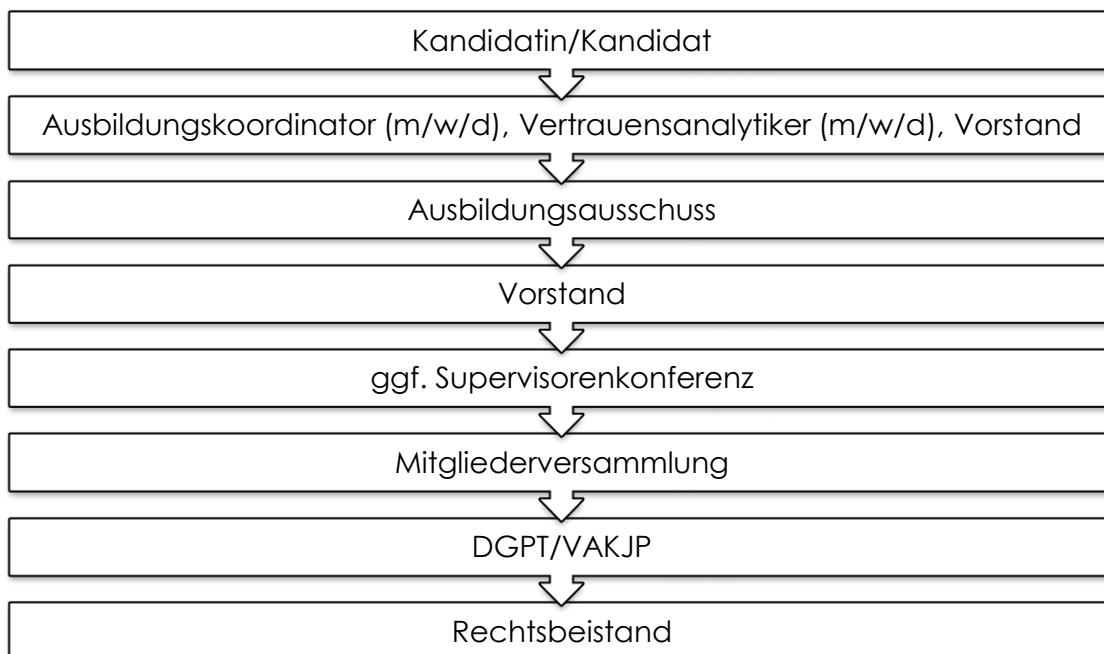 Kandidatin/Kandidat
Ausbildungskoordinator (m/w/d), Vertrauensanalytiker (m/w/d), Vorstand
Ausbildungsausschuss
Vorstand
ggf. Supervisorenkonferenz
Mitgliederversammlung
DGPT/VAKJP
Rechtsbeistand